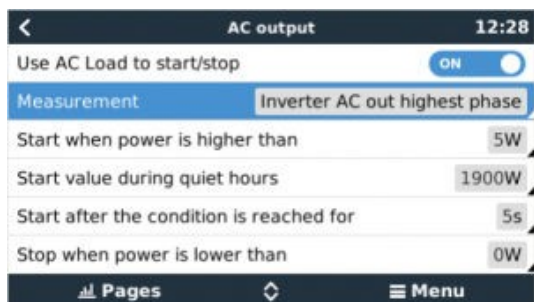 AC output 12:28
Use AC Load to start/stop ON
Measurement Inverter AC out highest phase
Start when power is higher than 5W
Start value during quiet hours 1900W
Start after the condition is reached for 5s
Stop when power is lower than 0W
Pages Menu